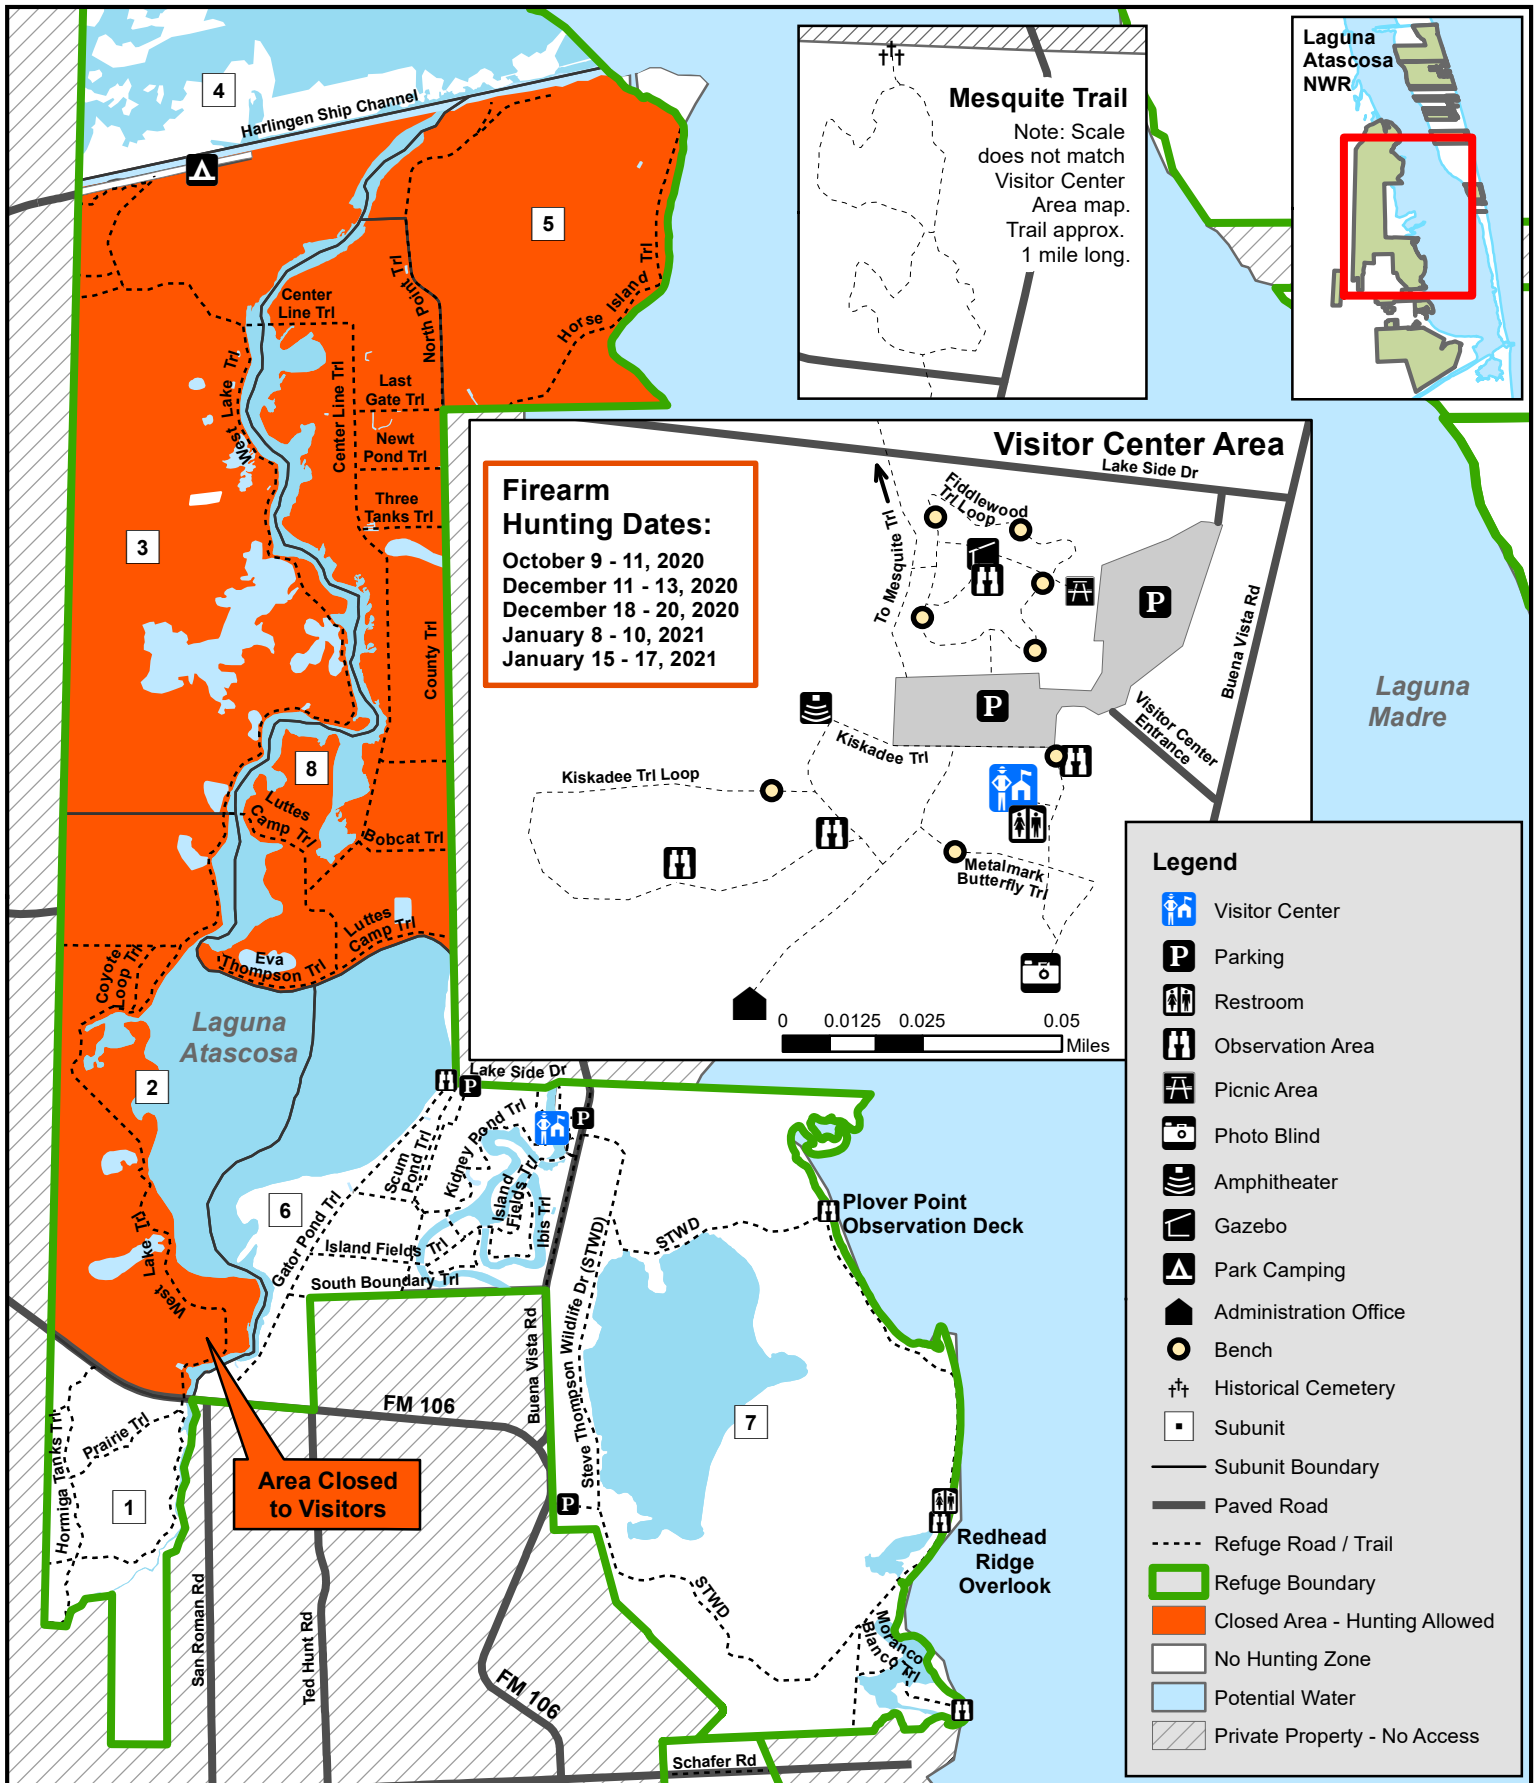 4
Harlingen Ship Channel
5
Center
Line Trl
North Point Trl
Horse Island Trl
West Lake Trl
Center Line Trl
Last
Gate Trl
Newt
Pond Trl
Three
Tanks Trl
3
County Trl
8
Luttes
Camp Trl
Bobcat Trl
Luttes
Camp Trl
Eva
Thompson Trl
Coyote
Loop Trl
Laguna
Atascosa
2
West Lake Trl
6
Mesquite Trail
Note: Scale
does not match
Visitor Center
Area map.
Trail approx.
1 mile long.
Laguna
Atascosa
NWR
Visitor Center Area
Lake Side Dr
Firearm
Hunting Dates:
October 9 - 11, 2020
December 11 - 13, 2020
December 18 - 20, 2020
January 8 - 10, 2021
January 15 - 17, 2021
To Mesquite Trl
Fiddlewood
Trl Loop
P
Buena Vista Rd
P
Visitor Center
Entrance
Kiskadee Trl
Kiskadee Trl Loop
Metalmark
Butterfly Trl
0 0.0125 0.025 0.05
Miles
Laguna
Madre
Lake Side Dr
P
P
Scum
Pond Trl
Kidney Pond Trl
Island
Fields Trl
Ibis Trl
Gator Pond Trl
Island Fields Trl
South Boundary Trl
Steve Thompson Wildlife Dr (STWD)
STWD
Plover Point
Observation Deck
7
Buena Vista Rd
FM 106
P
Area Closed
to Visitors
Hormiga Tanks Trl
Prairie Trl
1
San Roman Rd
Ted Hunt Rd
FM 106
STWD
Redhead
Ridge
Overlook
Moranco
Blanco Trl
Schafer Rd
Legend
Visitor Center
P Parking
Restroom
Observation Area
Picnic Area
Photo Blind
Amphitheater
Gazebo
Park Camping
Administration Office
Bench
Historical Cemetery
Subunit
Subunit Boundary
Paved Road
Refuge Road / Trail
Refuge Boundary
Closed Area - Hunting Allowed
No Hunting Zone
Potential Water
Private Property - No Access